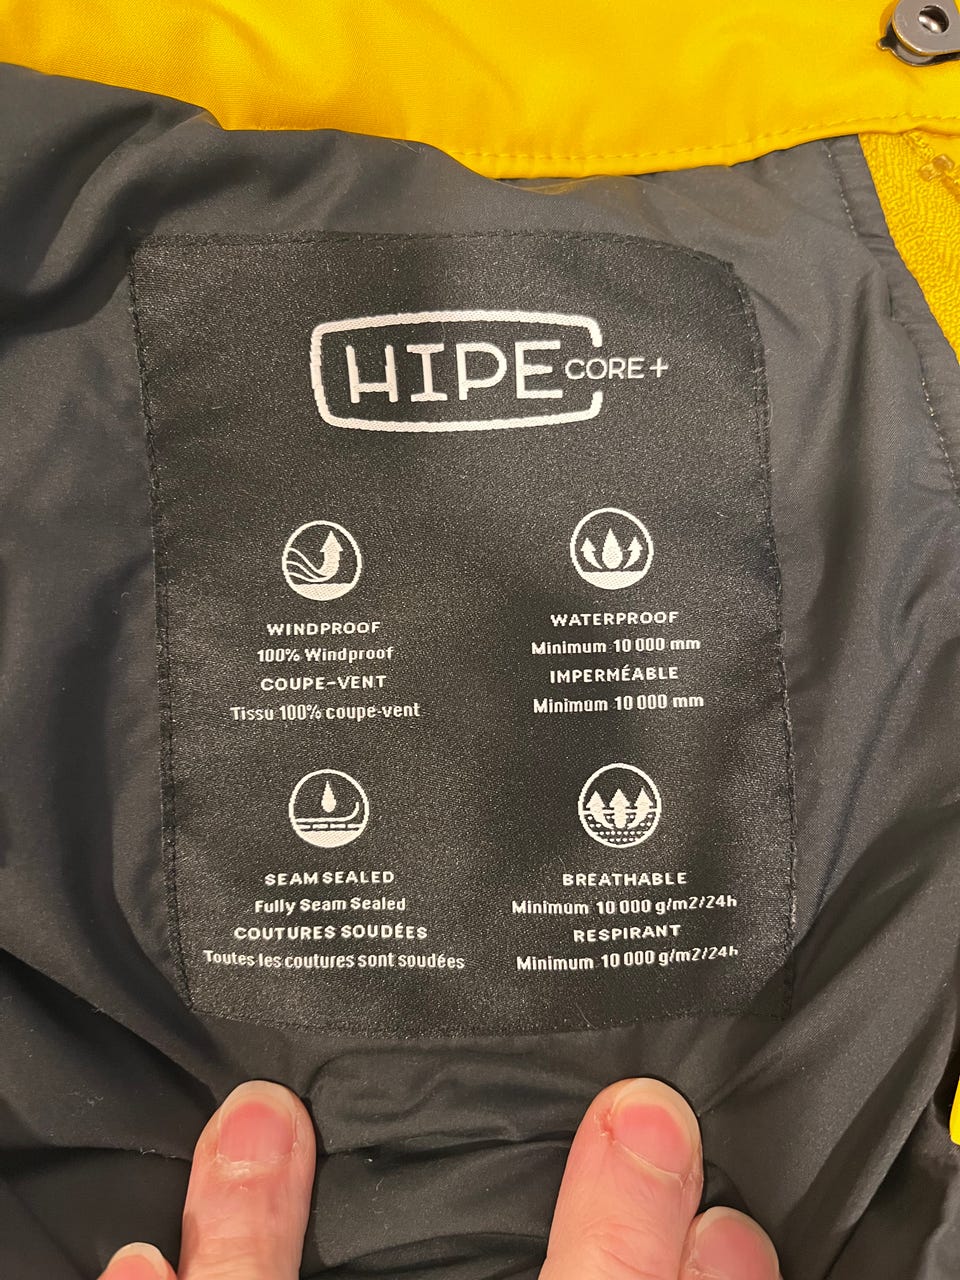 HIPE CORE+
WINDPROOF
100% Windproof
COUPE-VENT
Tissu 100% coupe-vent
WATERPROOF
Minimum 10 000 mm
IMPERMÉABLE
Minimum 10 000 mm
SEAM SEALED
Fully Seam Sealed
COUTURES SOUDÉES
Toutes les coutures sont soudées
BREATHABLE
Minimum 10 000 g/m2/24h
RESPIRANT
Minimum 10 000 g/m2/24h